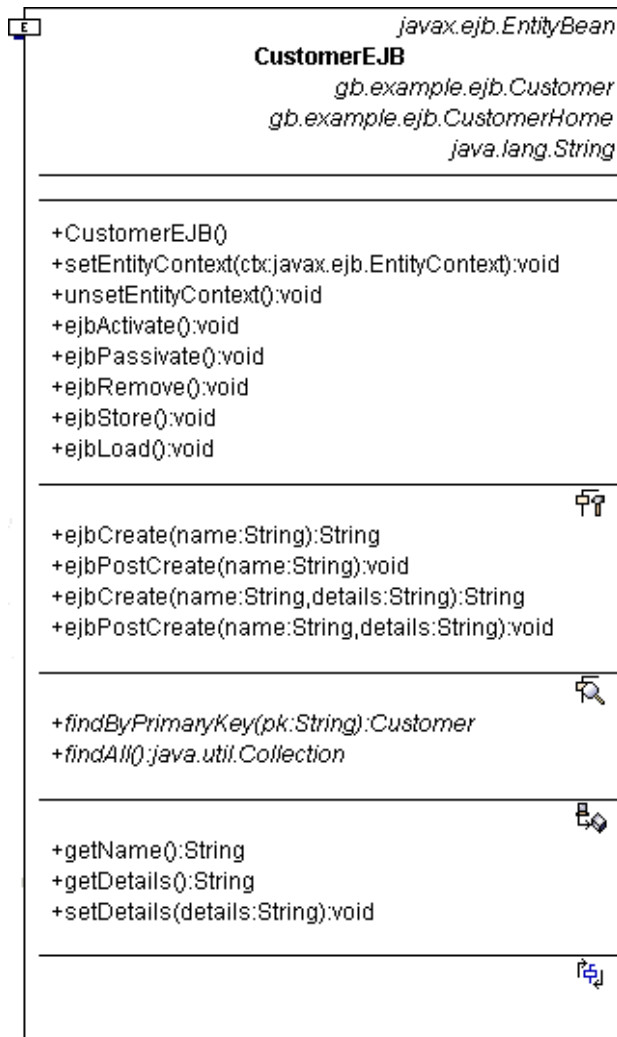 E
javax.ejb.EntityBean
CustomerEJB
gb.example.ejb.Customer
gb.example.ejb.CustomerHome
java.lang.String
+CustomerEJB()
+setEntityContext(ctx:javax.ejb.EntityContext):void
+unsetEntityContext():void
+ejbActivate():void
+ejbPassivate():void
+ejbRemove():void
+ejbStore():void
+ejbLoad():void
+ejbCreate(name:String):String
+ejbPostCreate(name:String):void
+ejbCreate(name:String,details:String):String
+ejbPostCreate(name:String,details:String):void
+findByPrimaryKey(pk:String):Customer
+findAll():java.util.Collection
+getName():String
+getDetails():String
+setDetails(details:String):void